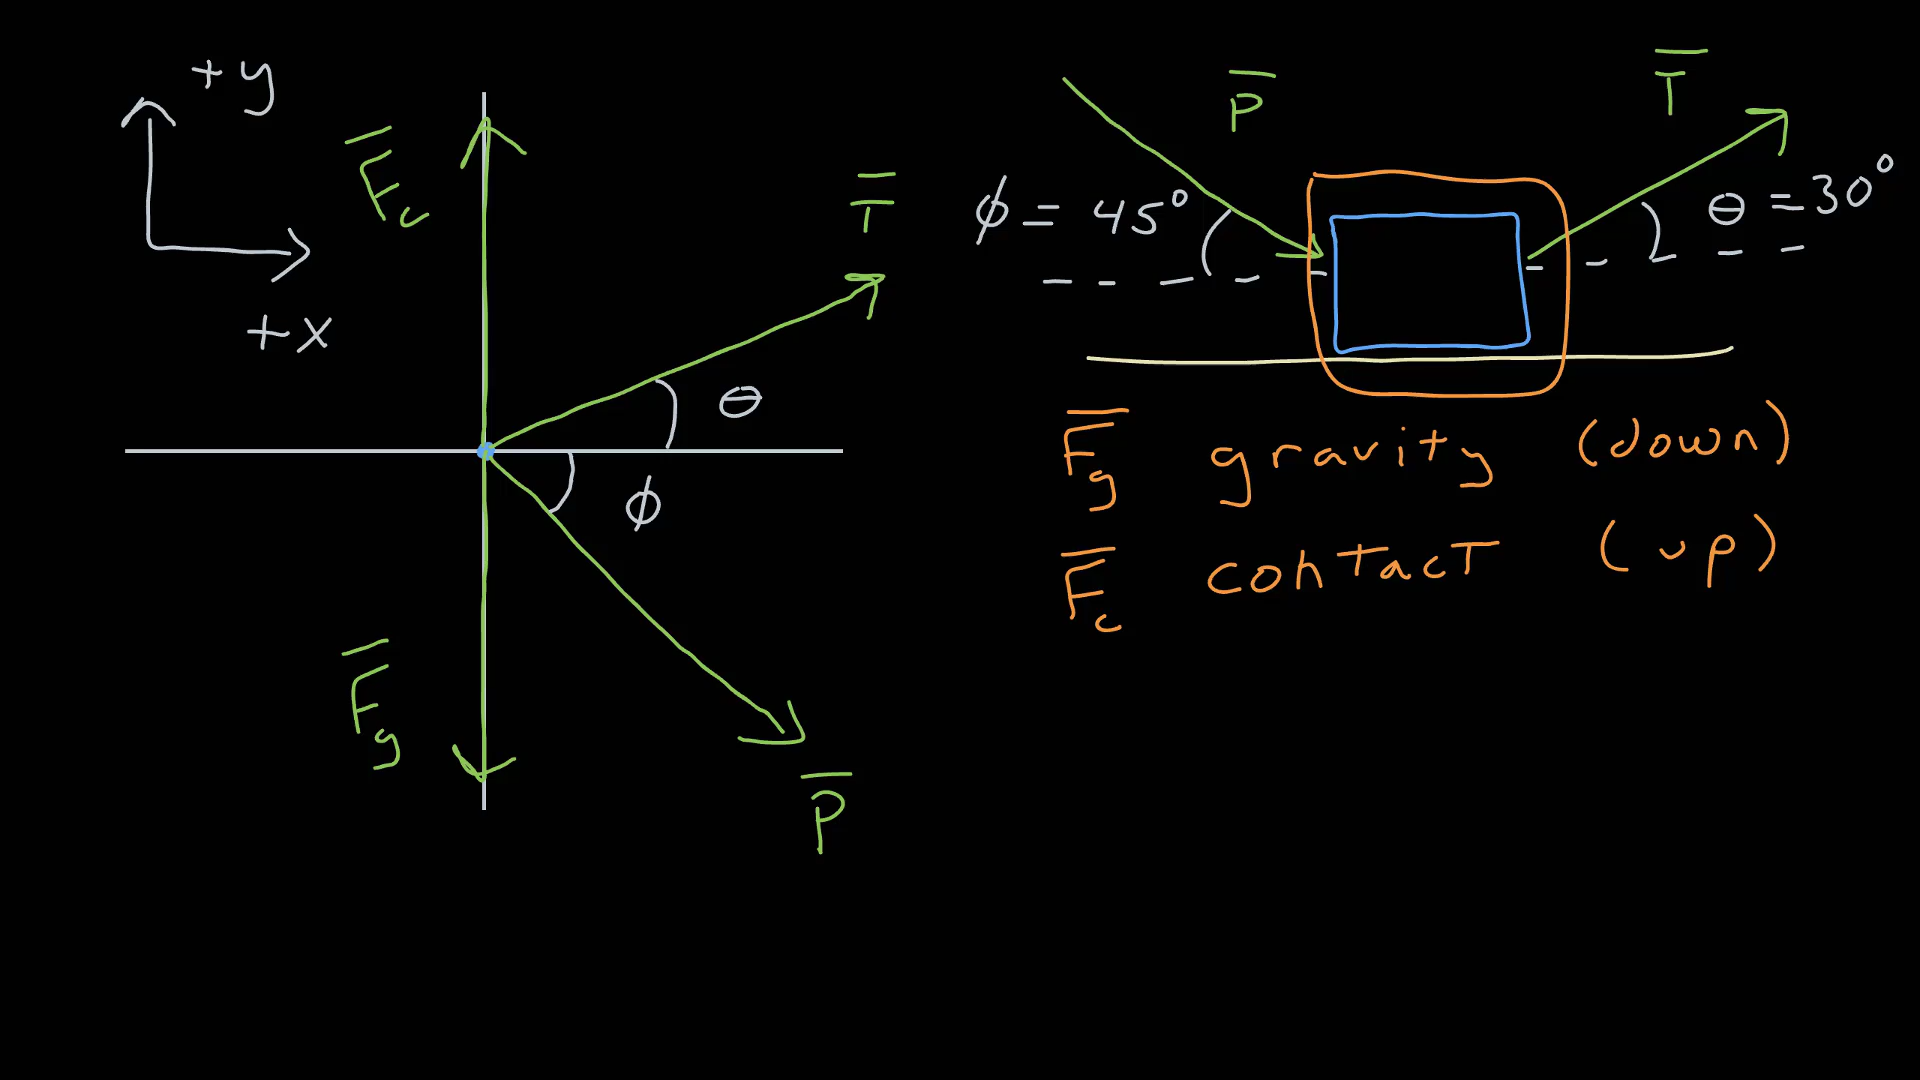 +y
+x
F̅c
T̅
θ
ϕ
F̅g
P̅
P̅
T̅
ϕ = 45°
θ = 30°
F̅g gravity (down)
F̅c contact (up)